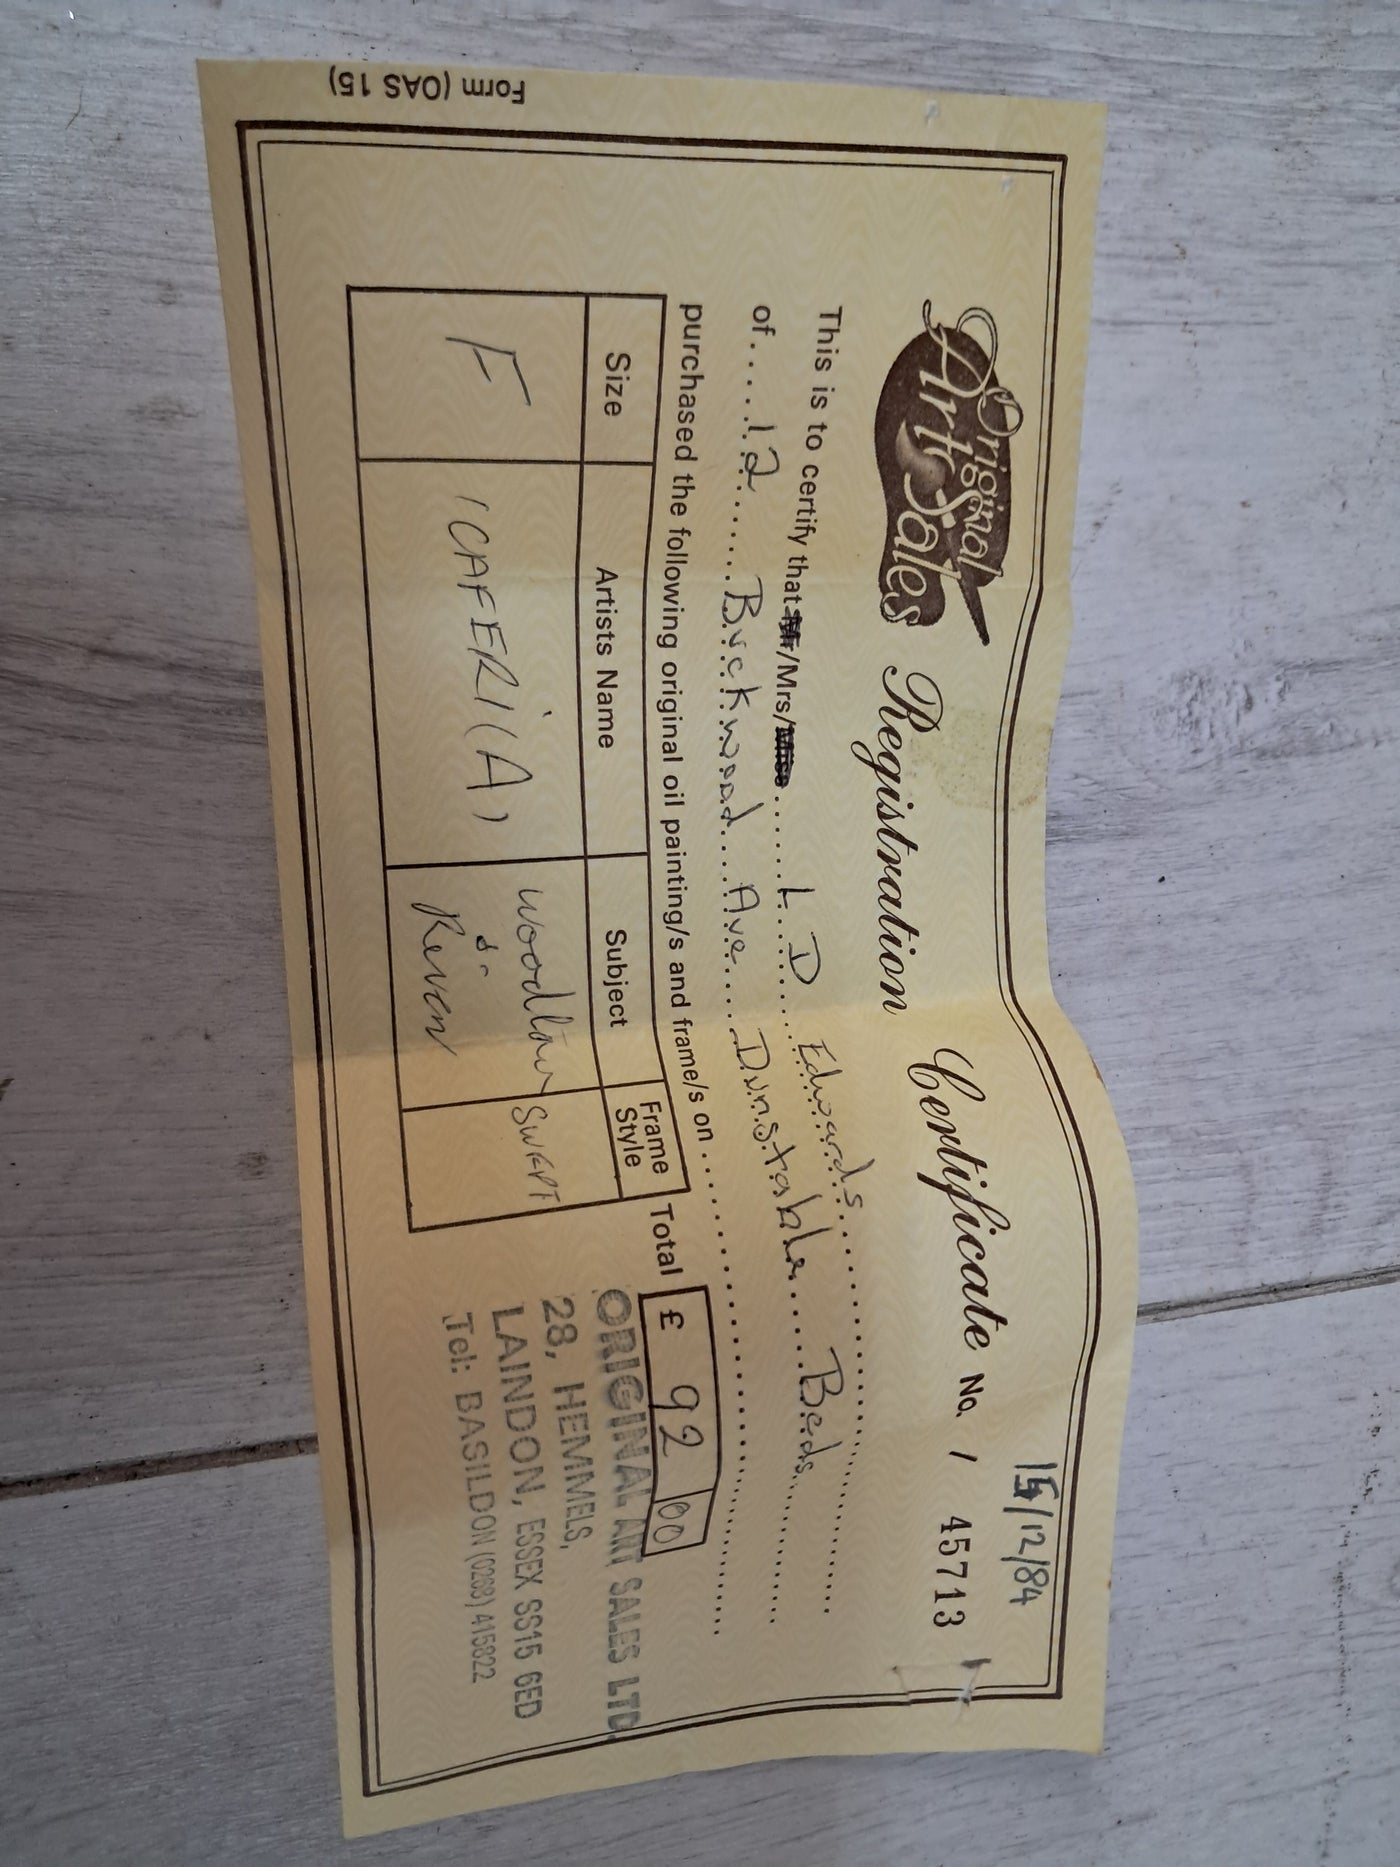 15/12/84
Original Art Sales Registration Certificate No. / 45713
This is to certify that Mr/Mrs/Miss L D Edwards
of 12 Buckwood Ave Dunstable Beds
purchased the following original oil painting/s and frame/s on
Size Artists Name Subject Frame Style Total £ 92 00
F (CAFERI(A) Woodland SWEPT
& River
ORIGINAL ART SALES LTD
28, HEMMELS,
LAINDON, ESSEX SS15 6ED
Tel: BASILDON (0268) 415822
Form (OAS 15)